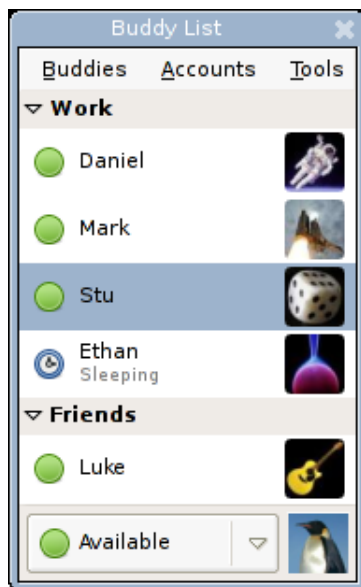 Buddy List
Buddies Accounts Tools
Work
Daniel
Mark
Stu
Ethan
Sleeping
Friends
Luke
Available